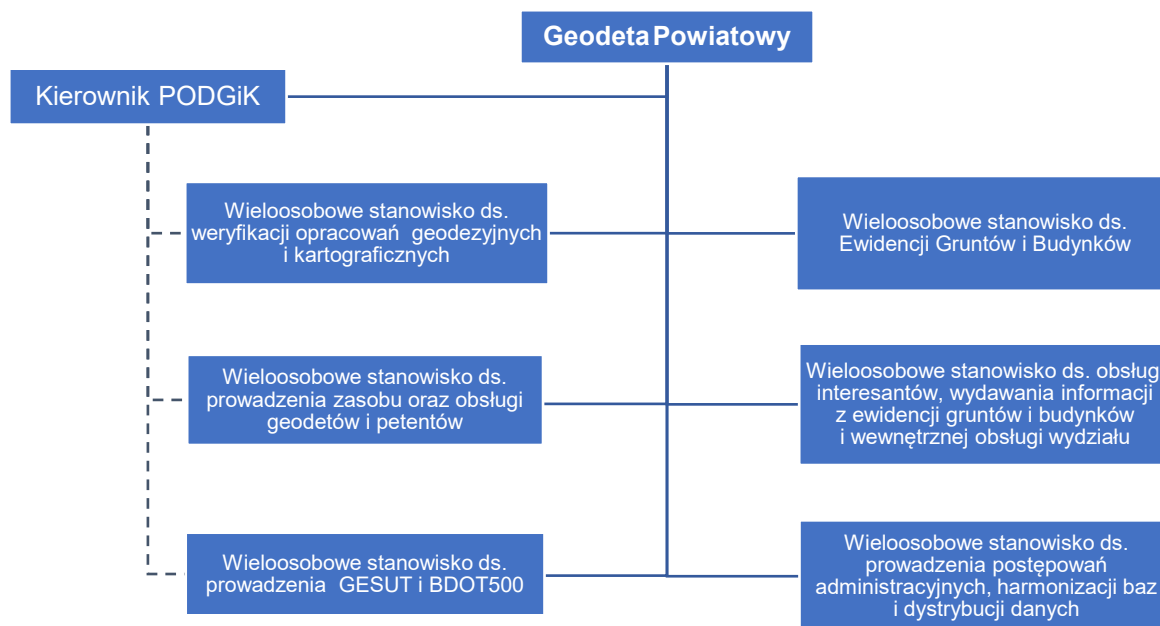 Geodeta Powiatowy
Kierownik PODGiK
Wieloosobowe stanowisko ds.
weryfikacji opracowań geodezyjnych
i kartograficznych
Wieloosobowe stanowisko ds.
Ewidencji Gruntów i Budynków
Wieloosobowe stanowisko ds.
prowadzenia zasobu oraz obsługi
geodetów i petentów
Wieloosobowe stanowisko ds. obsługi
interesantów, wydawania informacji
z ewidencji gruntów i budynków
i wewnętrznej obsługi wydziału
Wieloosobowe stanowisko ds.
prowadzenia GESUT i BDOT500
Wieloosobowe stanowisko ds.
prowadzenia postępowań
administracyjnych, harmonizacji baz
i dystrybucji danych